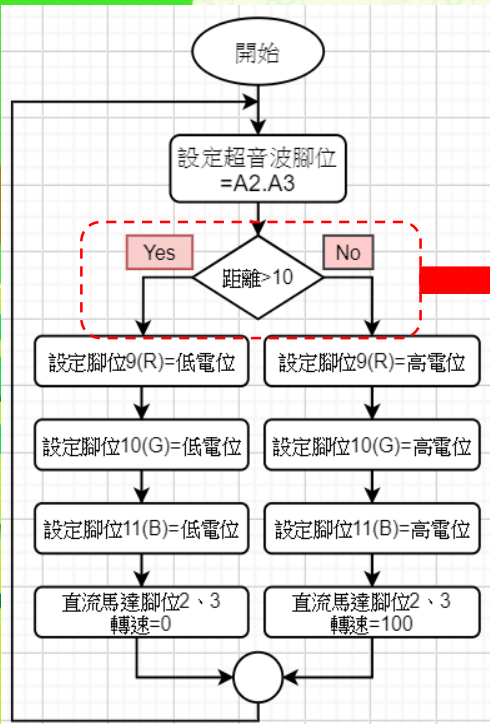 開始
設定超音波腳位
=A2.A3
Yes
No
距離>10
設定腳位9(R)=低電位
設定腳位9(R)=高電位
設定腳位10(G)=低電位
設定腳位10(G)=高電位
設定腳位11(B)=低電位
設定腳位11(B)=高電位
直流馬達腳位2、3
轉速=0
直流馬達腳位2、3
轉速=100